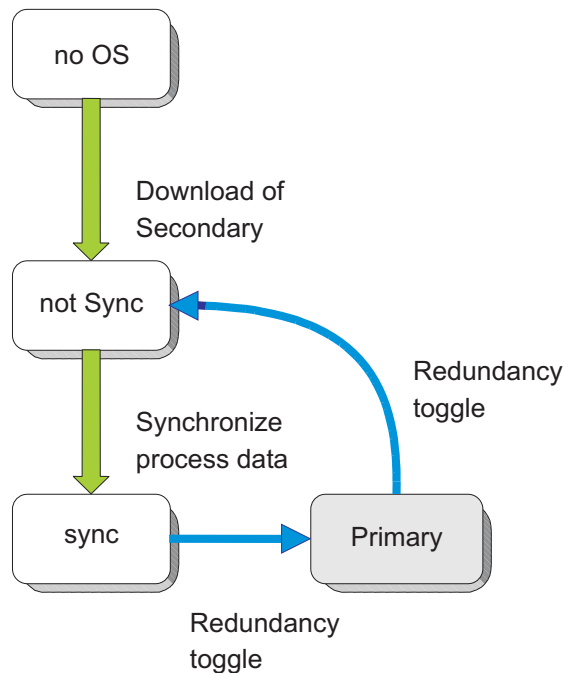 no OS
Download of
Secondary
not Sync
Redundancy
toggle
Synchronize
process data
sync
Primary
Redundancy
toggle